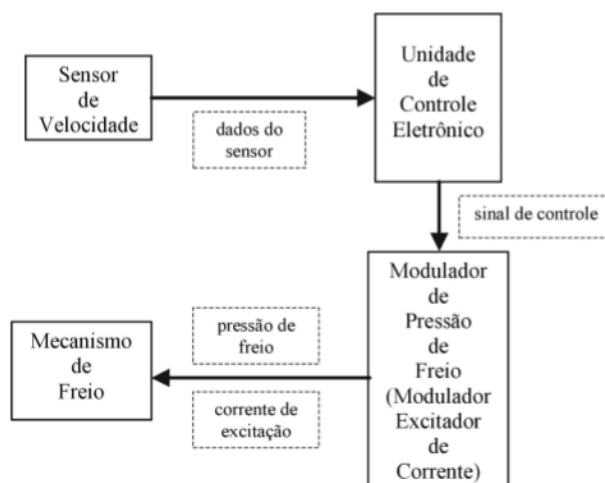 Sensor
de
Velocidade
dados do
sensor
Unidade
de
Controle
Eletrônico
sinal de controle
Modulador
de
Pressão
de
Freio
(Modulador
Excitador
de
Corrente)
pressão de
freio
corrente de
excitação
Mecanismo
de
Freio